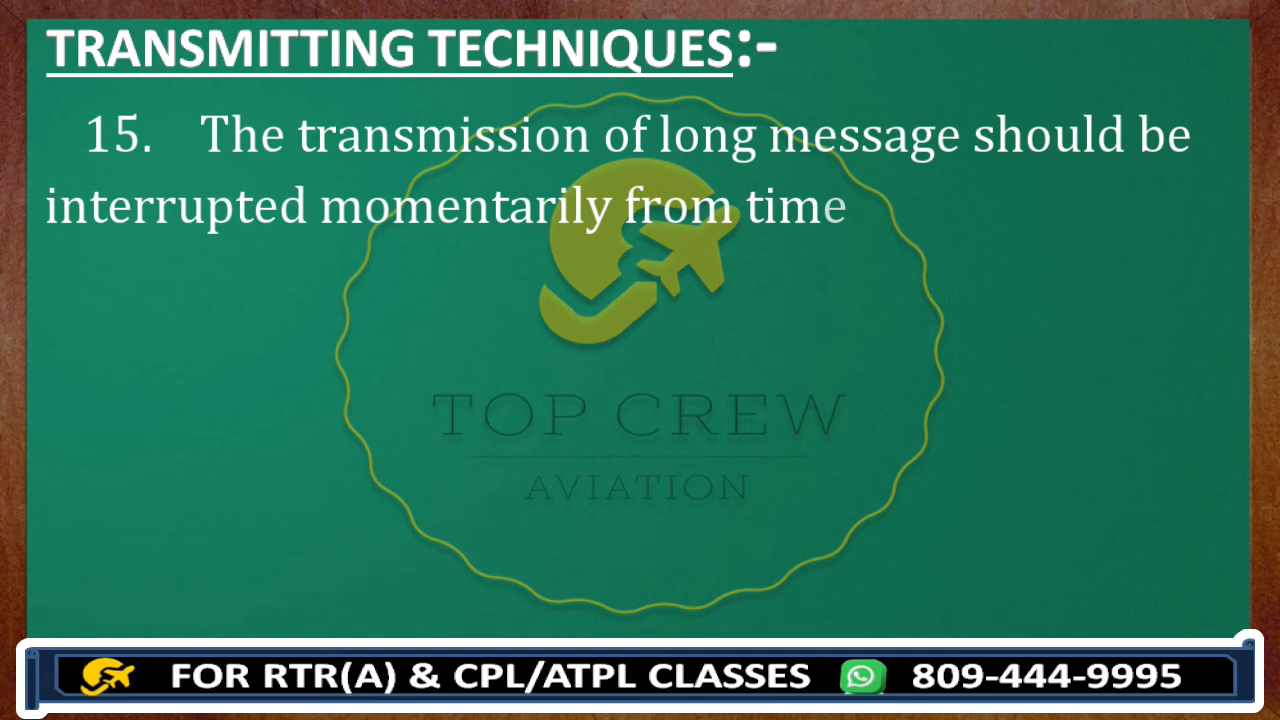 TRANSMITTING TECHNIQUES:-
15. The transmission of long message should be
interrupted momentarily from time
TOP CREW
AVIATION
FOR RTR(A) & CPL/ATPL CLASSES 809-444-9995